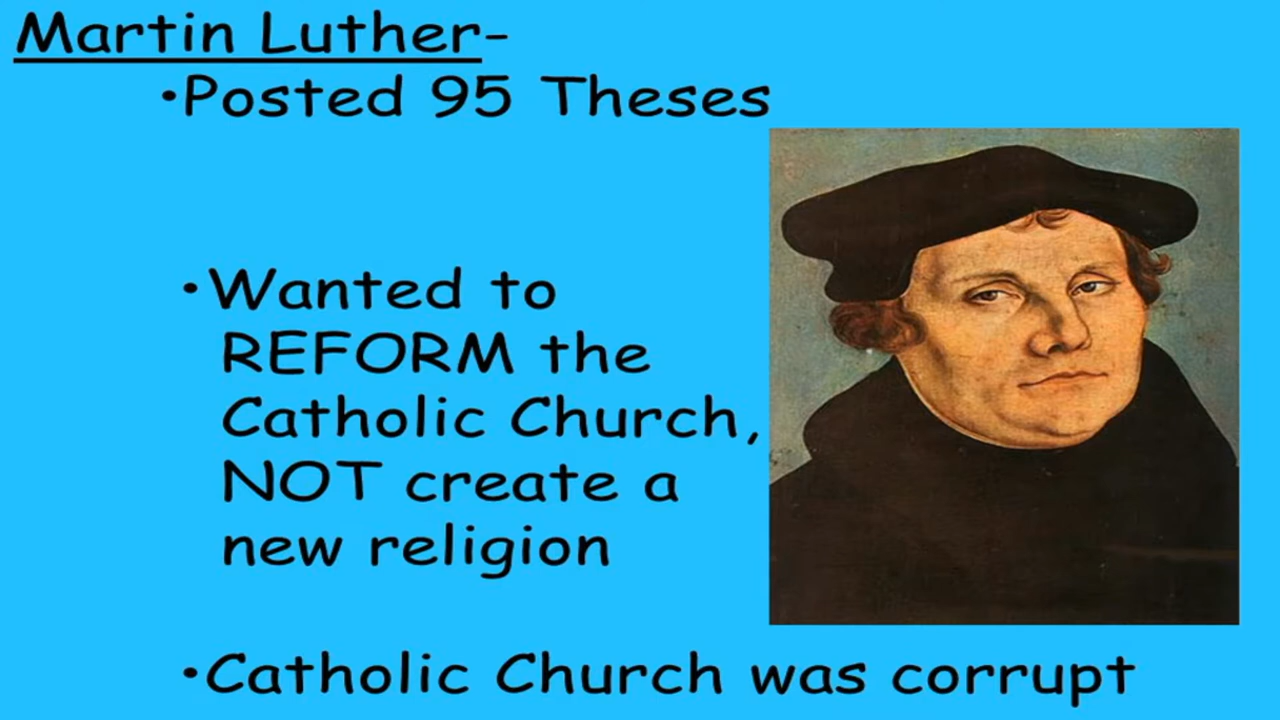 Martin Luther-
•Posted 95 Theses
•Wanted to
REFORM the
Catholic Church,
NOT create a
new religion
•Catholic Church was corrupt